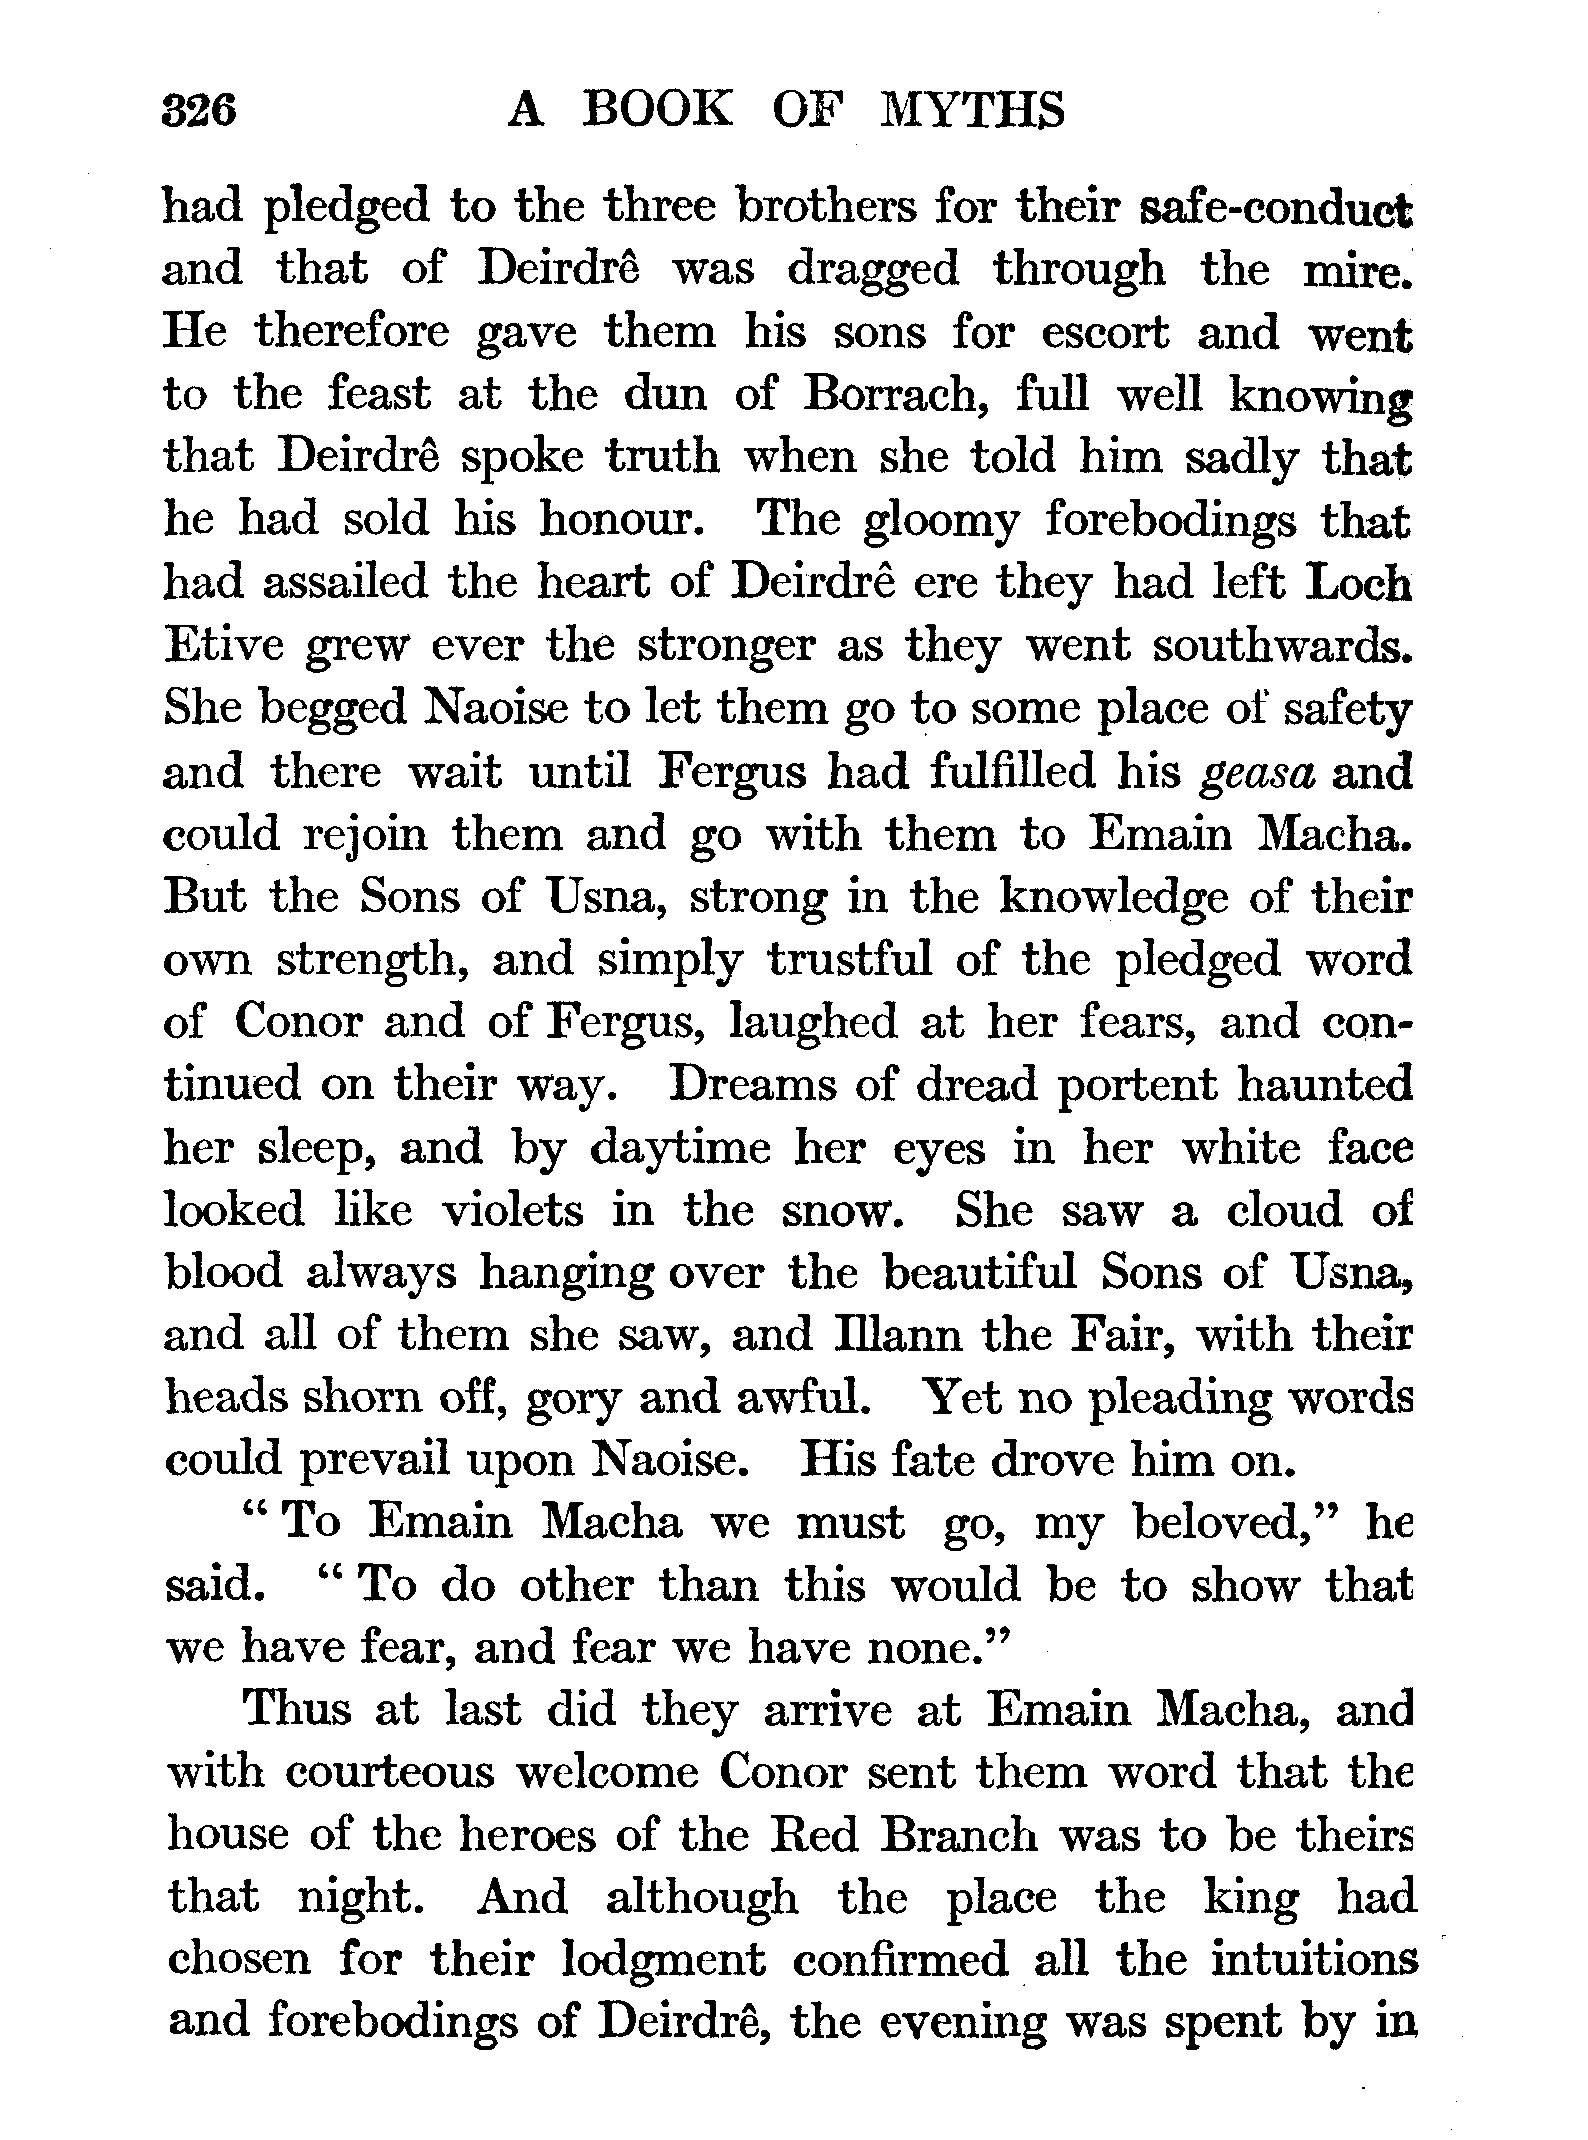 326 A BOOK OF MYTHS
had pledged to the three brothers for their safe-conduct
and that of Deirdrê was dragged through the mire.
He therefore gave them his sons for escort and went
to the feast at the dun of Borrach, full well knowing
that Deirdrê spoke truth when she told him sadly that
he had sold his honour. The gloomy forebodings that
had assailed the heart of Deirdrê ere they had left Loch
Etive grew ever the stronger as they went southwards.
She begged Naoise to let them go to some place of safety
and there wait until Fergus had fulfilled his geasa and
could rejoin them and go with them to Emain Macha.
But the Sons of Usna, strong in the knowledge of their
own strength, and simply trustful of the pledged word
of Conor and of Fergus, laughed at her fears, and con-
tinued on their way. Dreams of dread portent haunted
her sleep, and by daytime her eyes in her white face
looked like violets in the snow. She saw a cloud of
blood always hanging over the beautiful Sons of Usna,
and all of them she saw, and Illann the Fair, with their
heads shorn off, gory and awful. Yet no pleading words
could prevail upon Naoise. His fate drove him on.
“ To Emain Macha we must go, my beloved,” he
said. “ To do other than this would be to show that
we have fear, and fear we have none.”
Thus at last did they arrive at Emain Macha, and
with courteous welcome Conor sent them word that the
house of the heroes of the Red Branch was to be theirs
that night. And although the place the king had
chosen for their lodgment confirmed all the intuitions
and forebodings of Deirdrê, the evening was spent by in